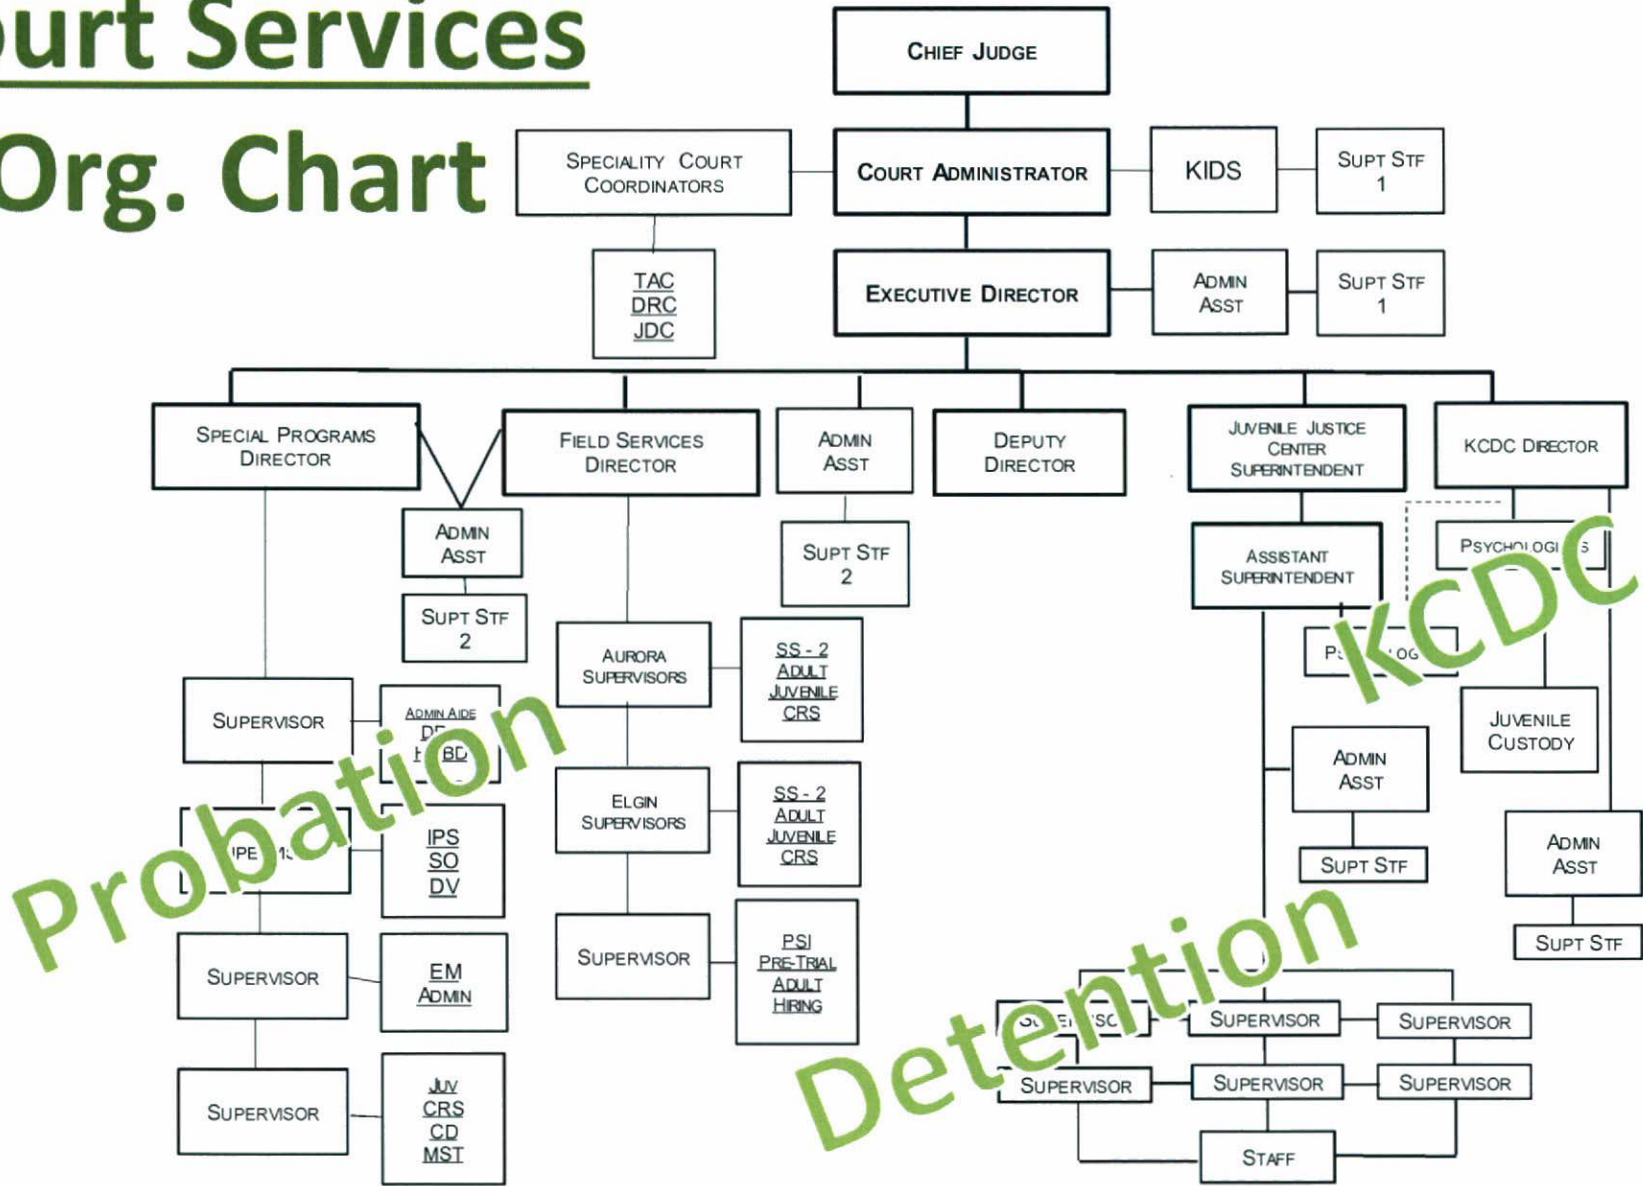 Court Services
Org. Chart
CHIEF JUDGE
SPECIALITY COURT
COORDINATORS
COURT ADMINISTRATOR
KIDS
SUPT STF
1
TAC
DRC
JDC
EXECUTIVE DIRECTOR
ADMIN
ASST
SUPT STF
1
SPECIAL PROGRAMS
DIRECTOR
FIELD SERVICES
DIRECTOR
ADMIN
ASST
DEPUTY
DIRECTOR
JUVENILE JUSTICE
CENTER
SUPERINTENDENT
KCDC DIRECTOR
ADMIN
ASST
SUPT STF
2
SUPT STF
2
ASSISTANT
SUPERINTENDENT
KCDC
AURORA
SUPERVISORS
SS - 2
ADULT
JUVENILE
CRS
SUPERVISOR
ADMIN AIDE
JUVENILE
CUSTODY
ADMIN
ASST
SUPT STF
Probation
ELGIN
SUPERVISORS
SS - 2
ADULT
JUVENILE
CRS
IPS
SO
DV
ADMIN
ASST
SUPT STF
SUPERVISOR
EM
ADMIN
SUPERVISOR
PSI
PRE-TRIAL
ADULT
HIRING
Detention
SUPERVISOR
SUPERVISOR
SUPERVISOR
SUPERVISOR
SUPERVISOR
SUPERVISOR
JUV
CRS
CD
MST
STAFF